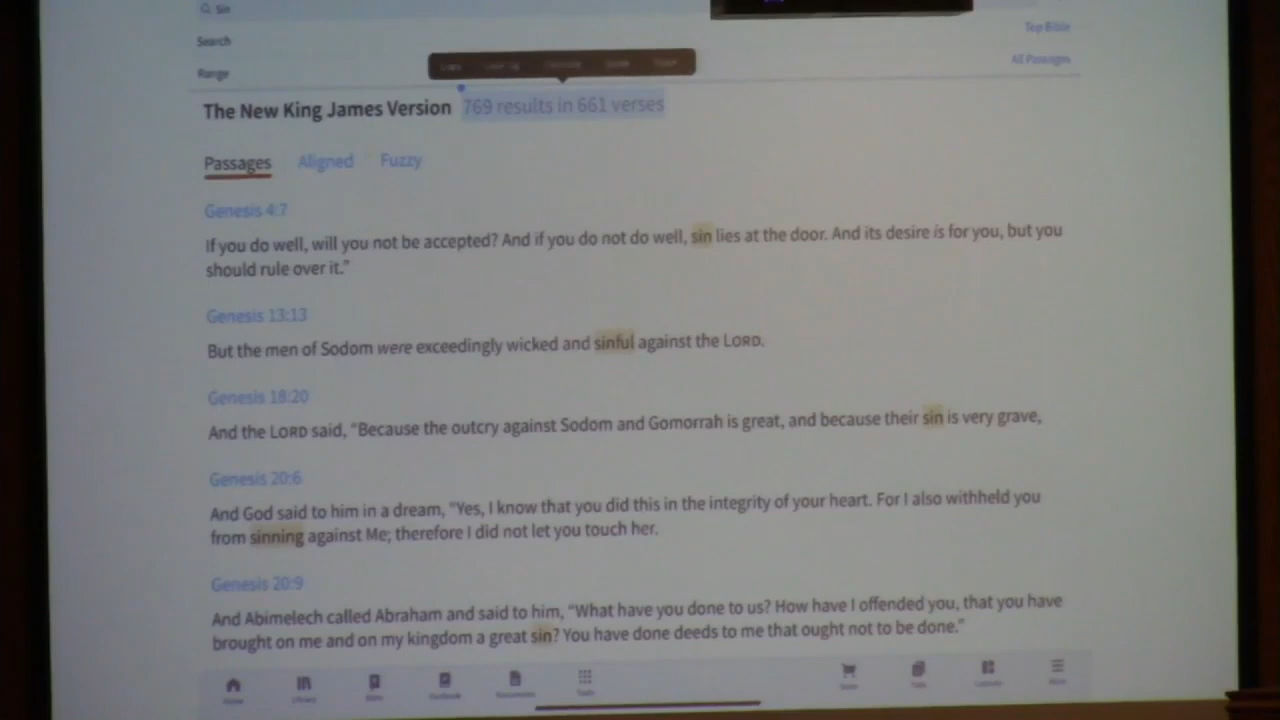 Sin
Search
Top Bible
Range
All Passages
The New King James Version 769 results in 661 verses
Passages Aligned Fuzzy
Genesis 4:7
If you do well, will you not be accepted? And if you do not do well, sin lies at the door. And its desire is for you, but you
should rule over it.”
Genesis 13:13
But the men of Sodom were exceedingly wicked and sinful against the LORD.
Genesis 18:20
And the LORD said, “Because the outcry against Sodom and Gomorrah is great, and because their sin is very grave,
Genesis 20:6
And God said to him in a dream, “Yes, I know that you did this in the integrity of your heart. For I also withheld you
from sinning against Me; therefore I did not let you touch her.
Genesis 20:9
And Abimelech called Abraham and said to him, “What have you done to us? How have I offended you, that you have
brought on me and on my kingdom a great sin? You have done deeds to me that ought not to be done.”
Home Library